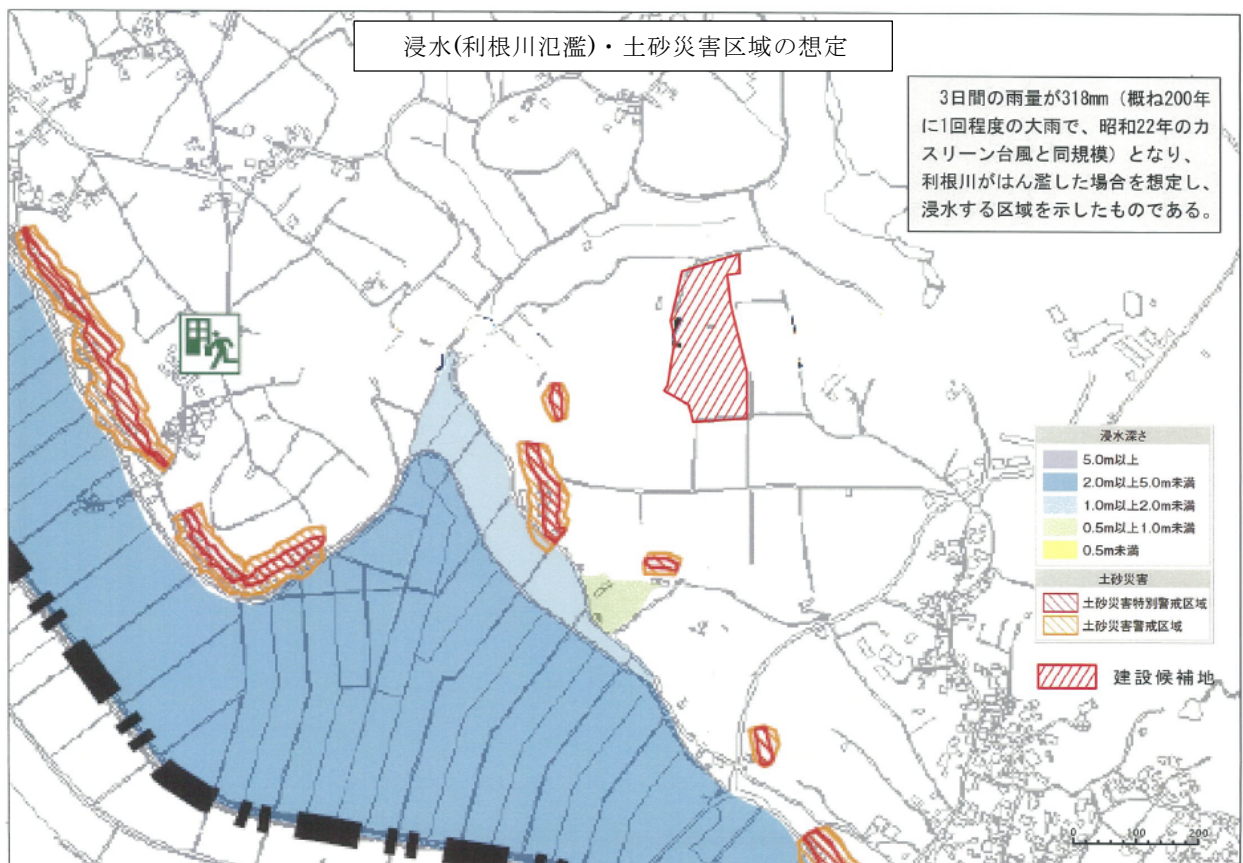 浸水(利根川氾濫)・土砂災害区域の想定
3日間の雨量が318mm（概ね200年
に1回程度の大雨で、昭和22年のカ
スリーン台風と同規模）となり、
利根川がはん濫した場合を想定し、
浸水する区域を示したものである。
浸水深さ
5.0m以上
2.0m以上5.0m未満
1.0m以上2.0m未満
0.5m以上1.0m未満
0.5m未満
土砂災害
土砂災害特別警戒区域
土砂災害警戒区域
建設候補地
0 100 200